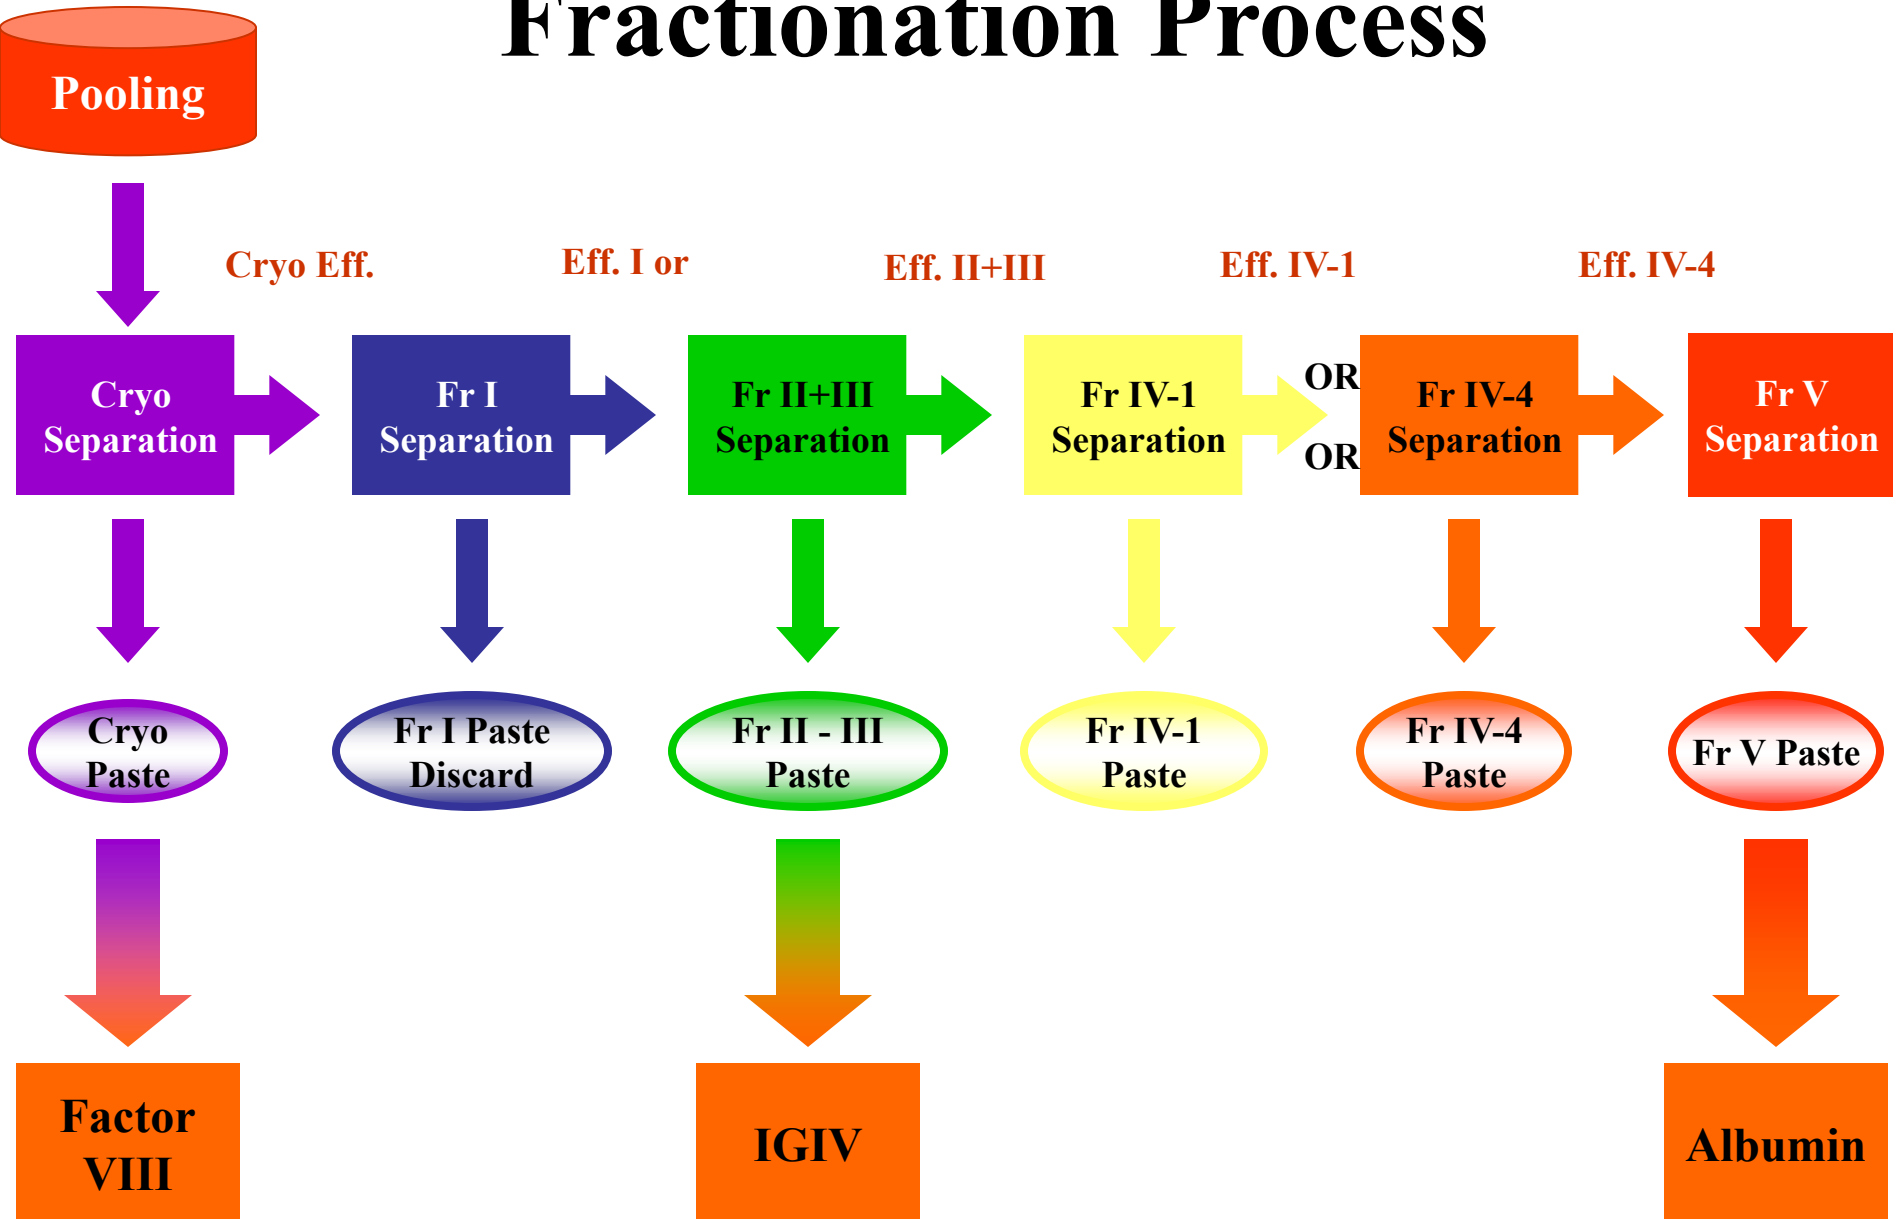 Fractionation Process
Pooling
Cryo Eff.
Eff. I or
Eff. II+III
Eff. IV-1
Eff. IV-4
Cryo
Separation
Fr I
Separation
Fr II+III
Separation
Fr IV-1
Separation
OR
OR
Fr IV-4
Separation
Fr V
Separation
Cryo
Paste
Fr I Paste
Discard
Fr II - III
Paste
Fr IV-1
Paste
Fr IV-4
Paste
Fr V Paste
Factor
VIII
IGIV
Albumin